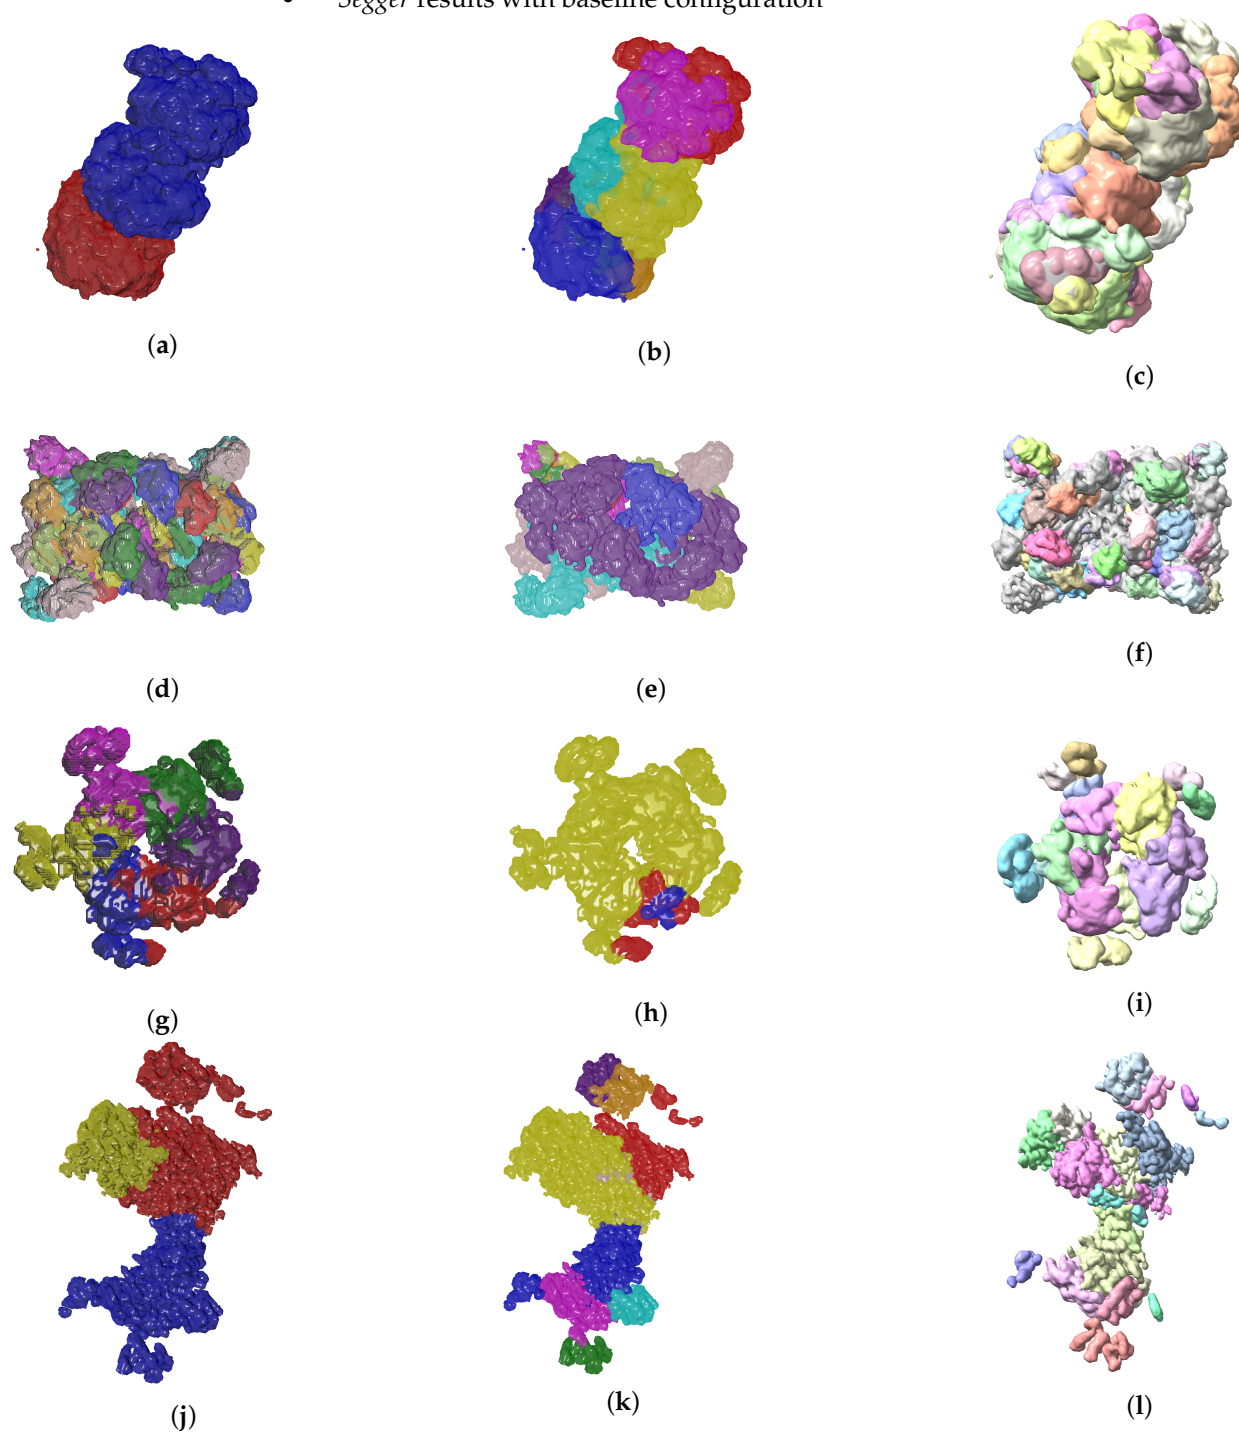 Segger results with baseline configuration
(a)
(b)
(c)
(d)
(e)
(f)
(g)
(h)
(i)
(j)
(k)
(l)